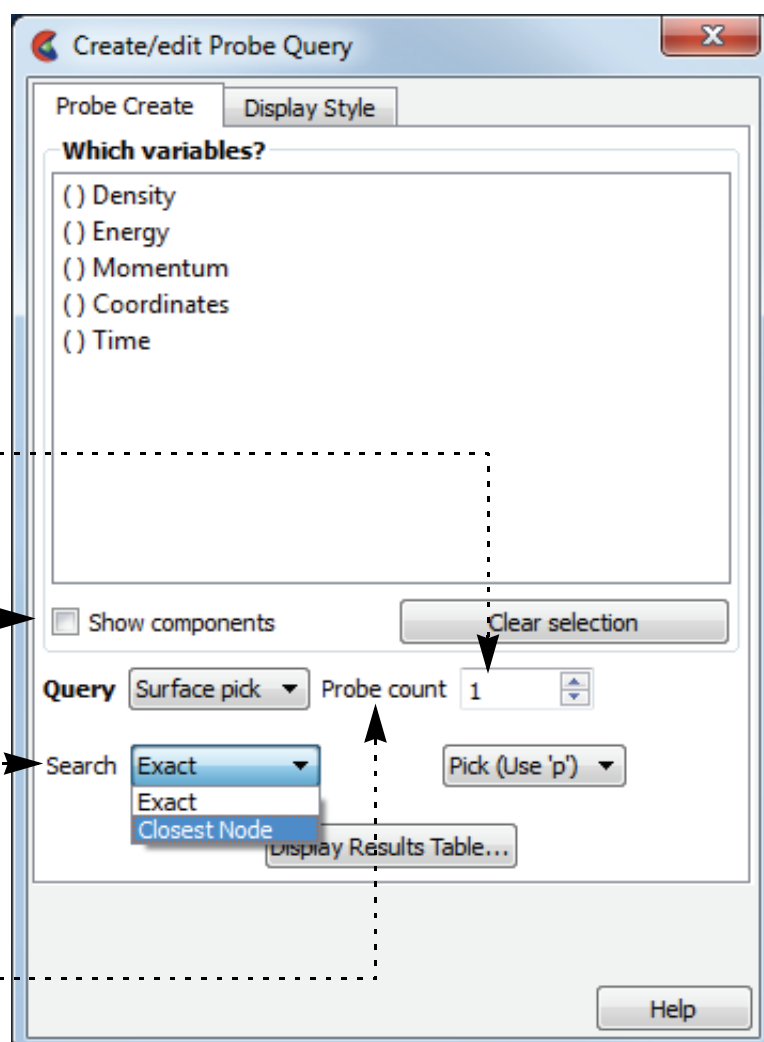 Create/edit Probe Query
X
Probe Create Display Style
Which variables?
( ) Density
( ) Energy
( ) Momentum
( ) Coordinates
( ) Time
Show components Clear selection
Query Surface pick Probe count 1
Search Exact Pick (Use 'p')
Exact
Closest Node
Display Results Table...
Help